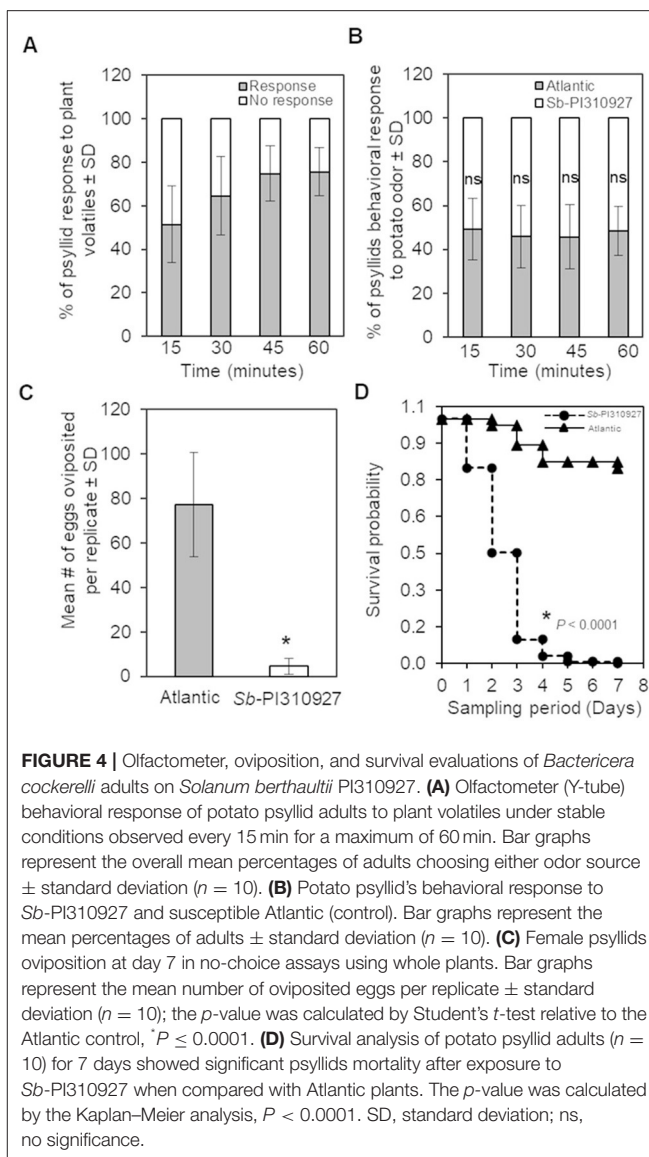 A
% of psyllid response to plant
volatiles ± SD
120
100
80
60
40
20
0
Response
No response
15 30 45 60
Time (minutes)
B
% of psyllids behavioral response
to potato odor ± SD
120
100
80
60
40
20
0
Atlantic
Sb-PI310927
ns ns ns ns
15 30 45 60
Time (minutes)
C
Mean # of eggs oviposited
per replicate ± SD
120
100
80
60
40
20
0
*
Atlantic Sb-PI310927
D
Survival probability
1.1
0.9
0.8
0.6
0.5
0.3
0.2
0.0
Sb-PI310927
Atlantic
*
P < 0.0001
0 1 2 3 4 5 6 7 8
Sampling period (Days)
FIGURE 4 | Olfactometer, oviposition, and survival evaluations of Bactericera
cockerelli adults on Solanum berthaultii PI310927. (A) Olfactometer (Y-tube)
behavioral response of potato psyllid adults to plant volatiles under stable
conditions observed every 15 min for a maximum of 60 min. Bar graphs
represent the overall mean percentages of adults choosing either odor source
± standard deviation (n = 10). (B) Potato psyllid's behavioral response to
Sb-PI310927 and susceptible Atlantic (control). Bar graphs represent the
mean percentages of adults ± standard deviation (n = 10). (C) Female psyllids
oviposition at day 7 in no-choice assays using whole plants. Bar graphs
represent the mean number of oviposited eggs per replicate ± standard
deviation (n = 10); the p-value was calculated by Student's t-test relative to the
Atlantic control, *P ≤ 0.0001. (D) Survival analysis of potato psyllid adults (n =
10) for 7 days showed significant psyllids mortality after exposure to
Sb-PI310927 when compared with Atlantic plants. The p-value was calculated
by the Kaplan–Meier analysis, P < 0.0001. SD, standard deviation; ns,
no significance.